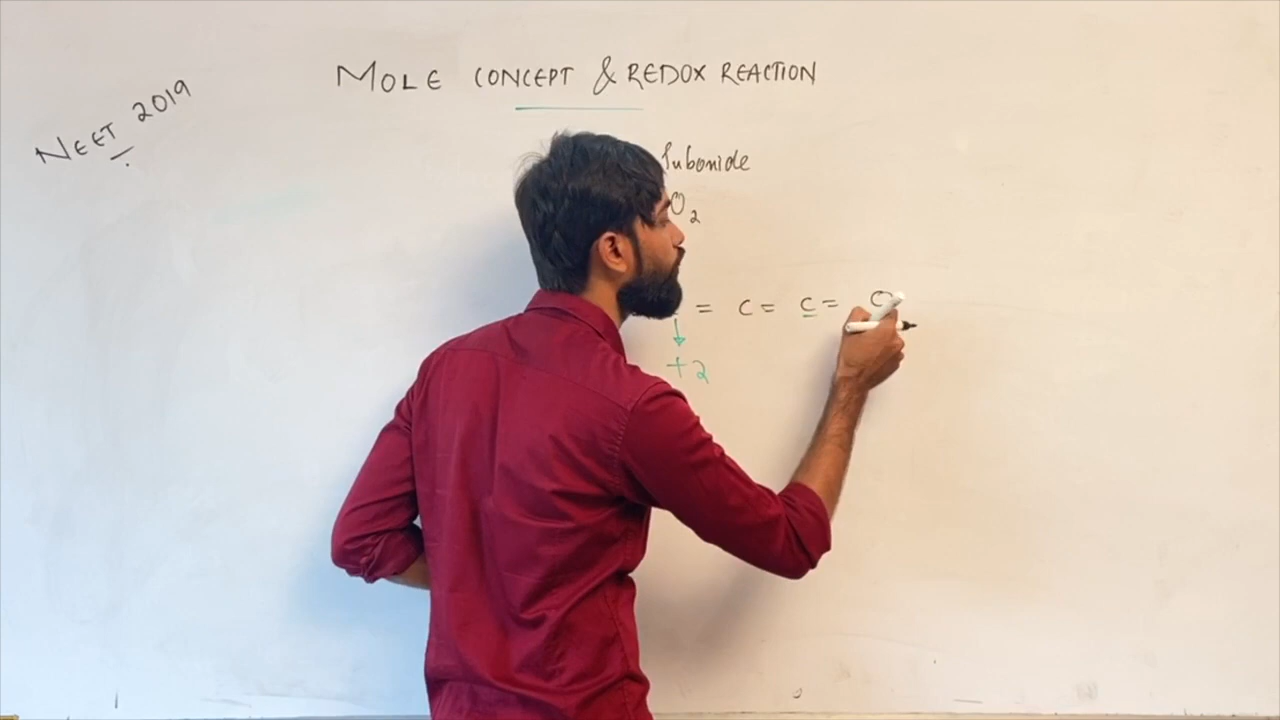 NEET 2019
MOLE CONCEPT & REDOX REACTION
Suboxide
O2
= C = C = O
+2